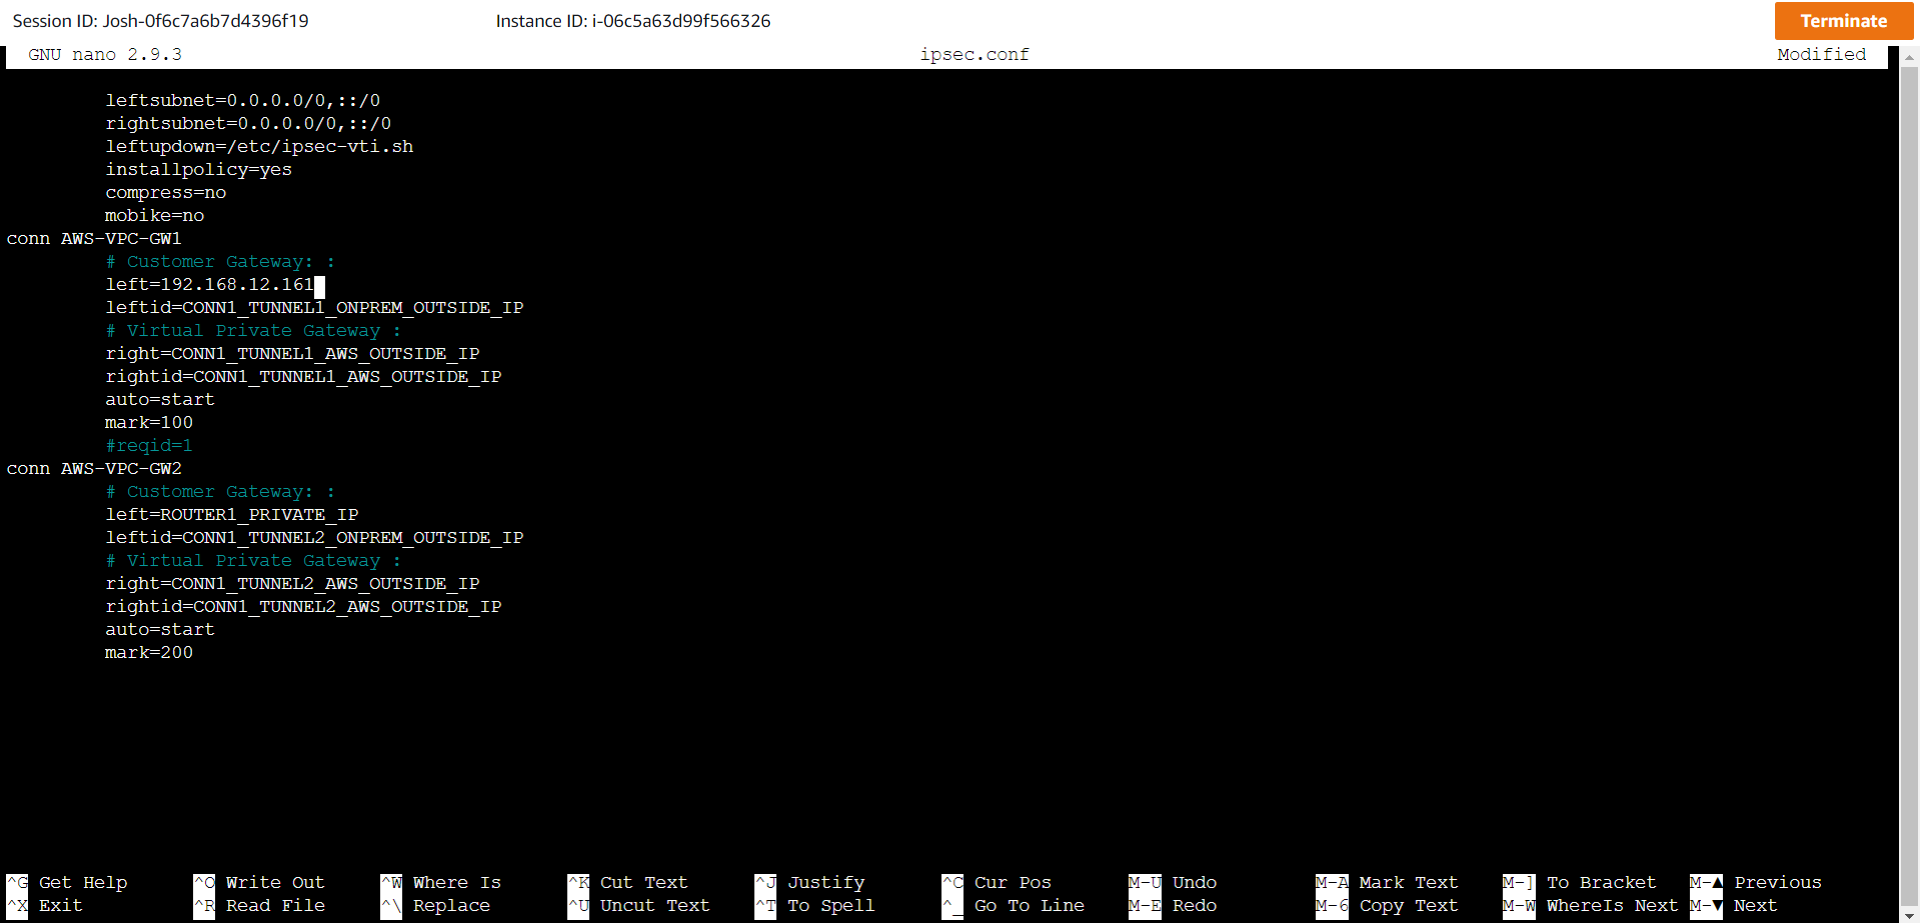 Session ID: Josh-0f6c7a6b7d4396f19 Instance ID: i-06c5a63d99f566326 Terminate
GNU nano 2.9.3 ipsec.conf Modified
leftsubnet=0.0.0.0/0,::/0
rightsubnet=0.0.0.0/0,::/0
leftupdown=/etc/ipsec-vti.sh
installpolicy=yes
compress=no
mobike=no
conn AWS-VPC-GW1
# Customer Gateway: :
left=192.168.12.161
leftid=CONN1_TUNNEL1_ONPREM_OUTSIDE_IP
# Virtual Private Gateway :
right=CONN1_TUNNEL1_AWS_OUTSIDE_IP
rightid=CONN1_TUNNEL1_AWS_OUTSIDE_IP
auto=start
mark=100
#reqid=1
conn AWS-VPC-GW2
# Customer Gateway: :
left=ROUTER1_PRIVATE_IP
leftid=CONN1_TUNNEL2_ONPREM_OUTSIDE_IP
# Virtual Private Gateway :
right=CONN1_TUNNEL2_AWS_OUTSIDE_IP
rightid=CONN1_TUNNEL2_AWS_OUTSIDE_IP
auto=start
mark=200
^G Get Help ^O Write Out ^W Where Is ^K Cut Text ^J Justify ^C Cur Pos M-U Undo M-A Mark Text M-] To Bracket M-▲ Previous
^X Exit ^R Read File ^\ Replace ^U Uncut Text ^T To Spell ^_ Go To Line M-E Redo M-6 Copy Text M-W WhereIs Next M-▼ Next